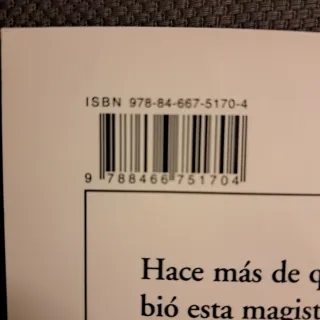 ISBN 978-84-667-5170-4
9 788466 751704
Hace más de q
bió esta magist